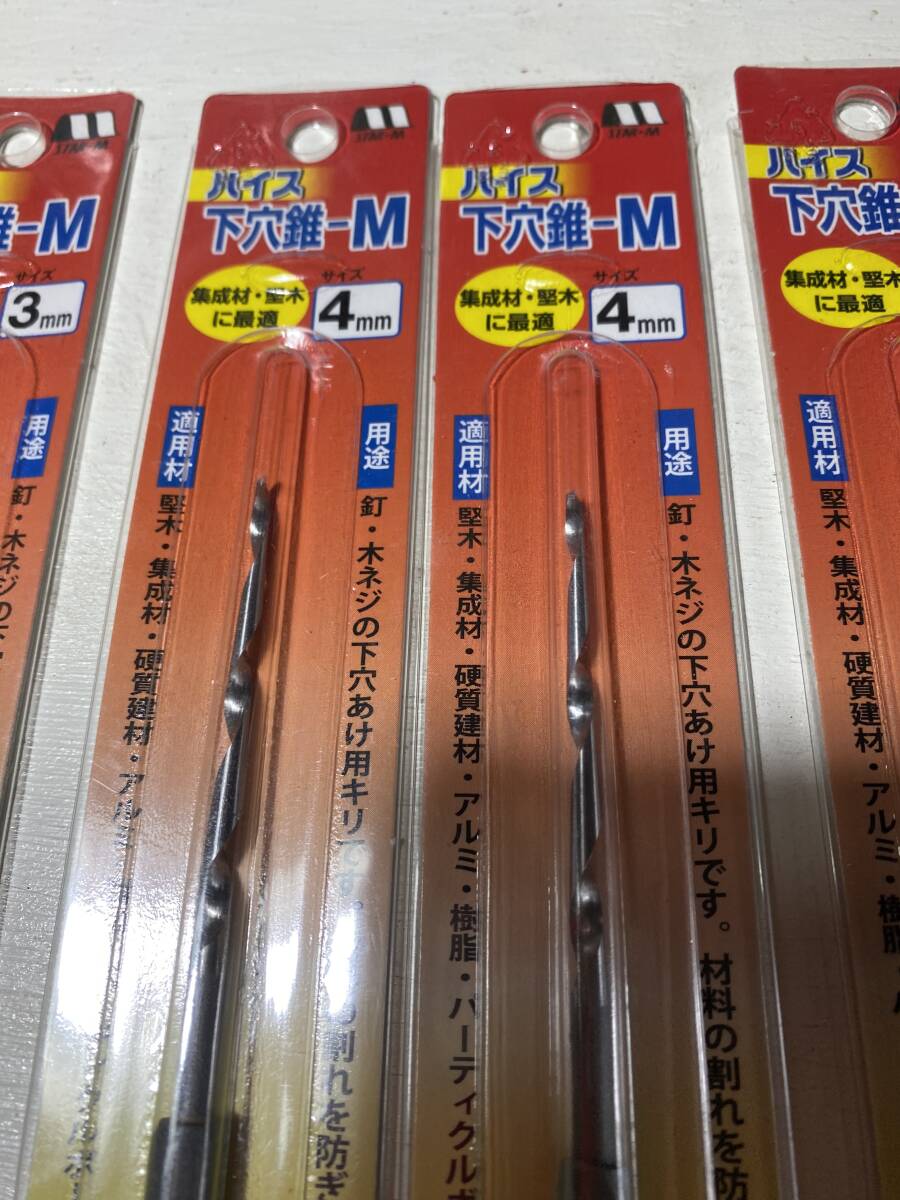 STAR-M
錐-M
サイズ
3mm
用途
釘・木ネジの下
STAR-M
ハイス
下穴錐-M
集成材・堅木
に最適
サイズ
4mm
適用材
堅木・集成材・硬質建材・アルミ
用途
釘・木ネジの下穴あけ用キリです。
割れを防ぎ
STAR-M
ハイス
下穴錐-M
集成材・堅木
に最適
サイズ
4mm
適用材
堅木・集成材・硬質建材・アルミ・樹脂・パーティクルボ
用途
釘・木ネジの下穴あけ用キリです。材料の割れを防
ハイス
下穴錐
集成材・堅木
に最適
適用材
堅木・集成材・硬質建材・アルミ・樹脂